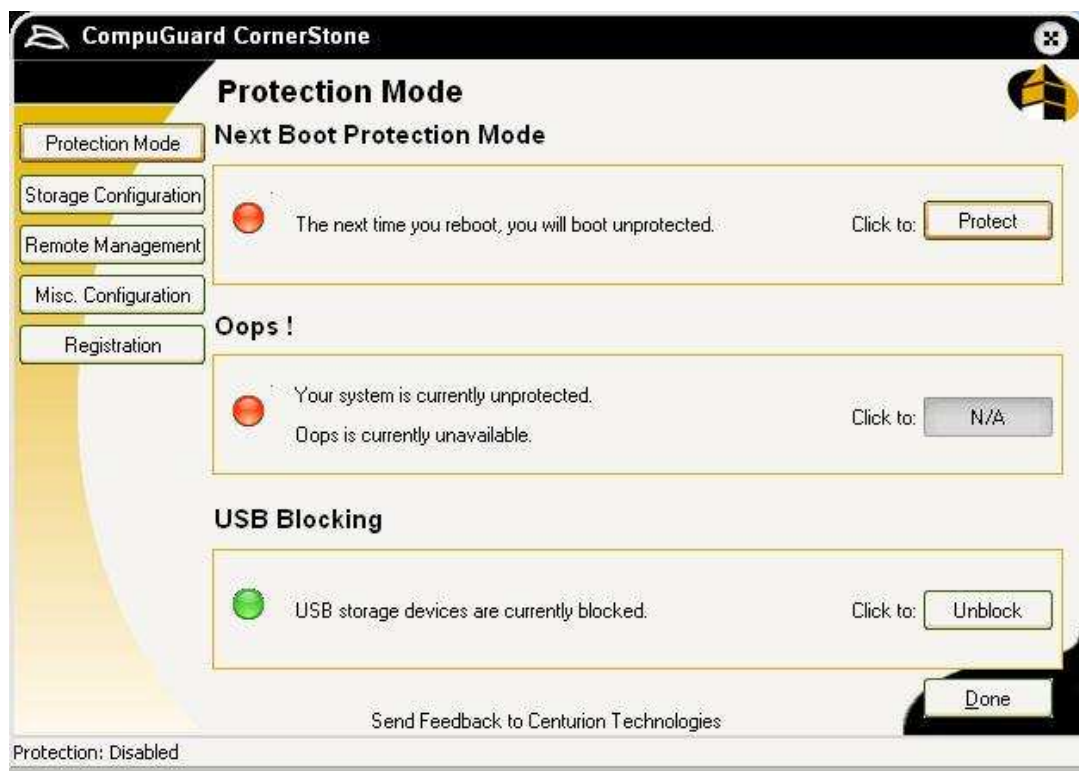 CompuGuard CornerStone
Protection Mode
Protection Mode
Next Boot Protection Mode
Storage Configuration
The next time you reboot, you will boot unprotected.
Click to:
Protect
Remote Management
Misc. Configuration
Oops !
Registration
Your system is currently unprotected.
Oops is currently unavailable.
Click to:
N/A
USB Blocking
USB storage devices are currently blocked.
Click to:
Unblock
Done
Send Feedback to Centurion Technologies
Protection: Disabled